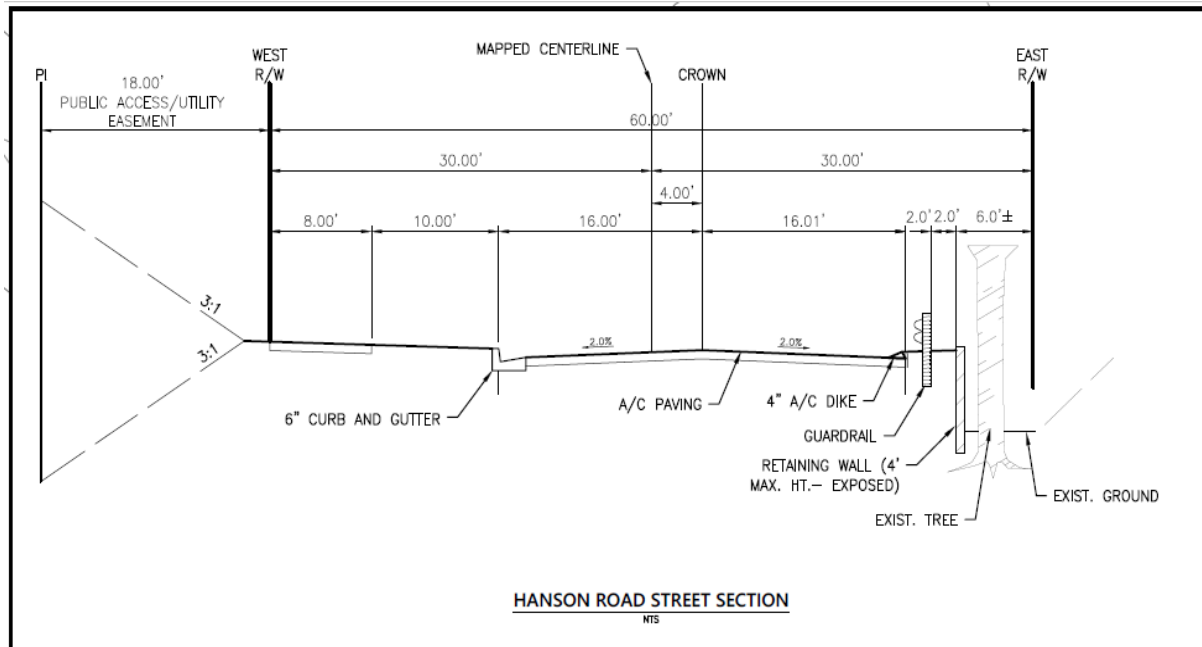 MAPPED CENTERLINE
WEST
R/W
EAST
R/W
PL
CROWN
18.00'
PUBLIC ACCESS/UTILITY
EASEMENT
60.00'
30.00'
30.00'
4.00'
8.00'
10.00'
16.00'
16.01'
2.0'
2.0'
6.0'±
3:1
3:1
2.0%
2.0%
6" CURB AND GUTTER
A/C PAVING
4" A/C DIKE
GUARDRAIL
RETAINING WALL (4'
MAX. HT.– EXPOSED)
EXIST. GROUND
EXIST. TREE
HANSON ROAD STREET SECTION
NTS